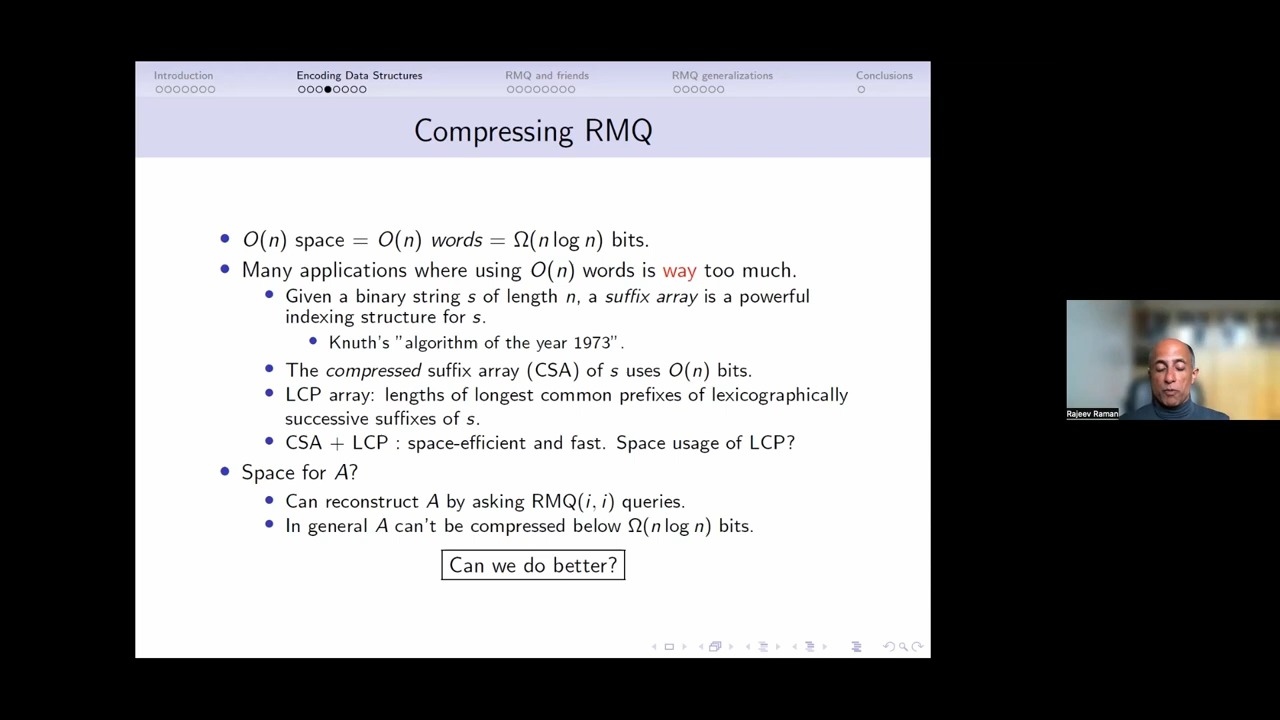 Introduction Encoding Data Structures RMQ and friends RMQ generalizations Conclusions
Compressing RMQ
• O(n) space = O(n) words = Ω(n log n) bits.
• Many applications where using O(n) words is way too much.
• Given a binary string s of length n, a suffix array is a powerful
indexing structure for s.
• Knuth's "algorithm of the year 1973".
• The compressed suffix array (CSA) of s uses O(n) bits.
• LCP array: lengths of longest common prefixes of lexicographically
successive suffixes of s.
• CSA + LCP : space-efficient and fast. Space usage of LCP?
• Space for A?
• Can reconstruct A by asking RMQ(i, i) queries.
• In general A can't be compressed below Ω(n log n) bits.
Can we do better?
Rajeev Raman